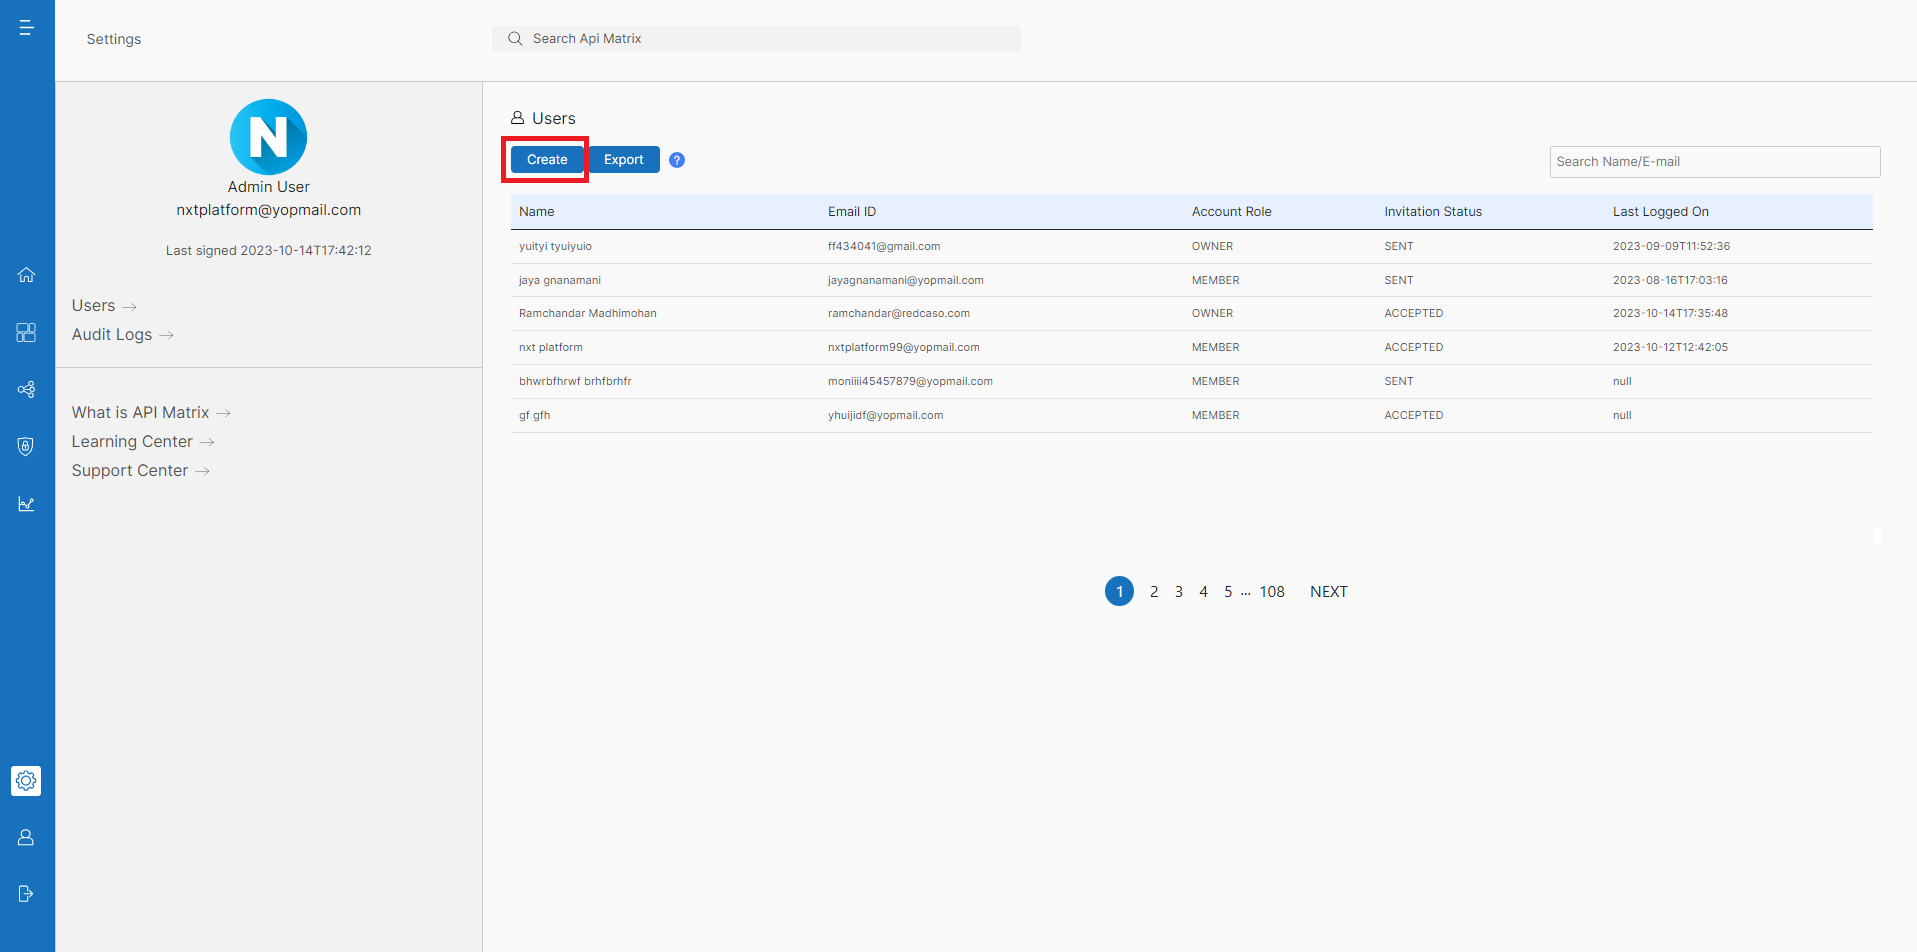 Settings
Search Api Matrix
N
Admin User
nxtplatform@yopmail.com
Last signed 2023-10-14T17:42:12
Users →
Audit Logs →
What is API Matrix →
Learning Center →
Support Center →
Users
Create Export ?
Search Name/E-mail
Name Email ID Account Role Invitation Status Last Logged On
yuityi tyuiyuio ff434041@gmail.com OWNER SENT 2023-09-09T11:52:36
jaya gnanamani jayagnanamani@yopmail.com MEMBER SENT 2023-08-16T17:03:16
Ramchandar Madhimohan ramchandar@redcaso.com OWNER ACCEPTED 2023-10-14T17:35:48
nxt platform nxtplatform99@yopmail.com MEMBER ACCEPTED 2023-10-12T12:42:05
bhwrbfhrwf brhfbrhfr moniiii45457879@yopmail.com MEMBER SENT null
gf gfh yhuijidf@yopmail.com MEMBER ACCEPTED null
1 2 3 4 5 ... 108 NEXT